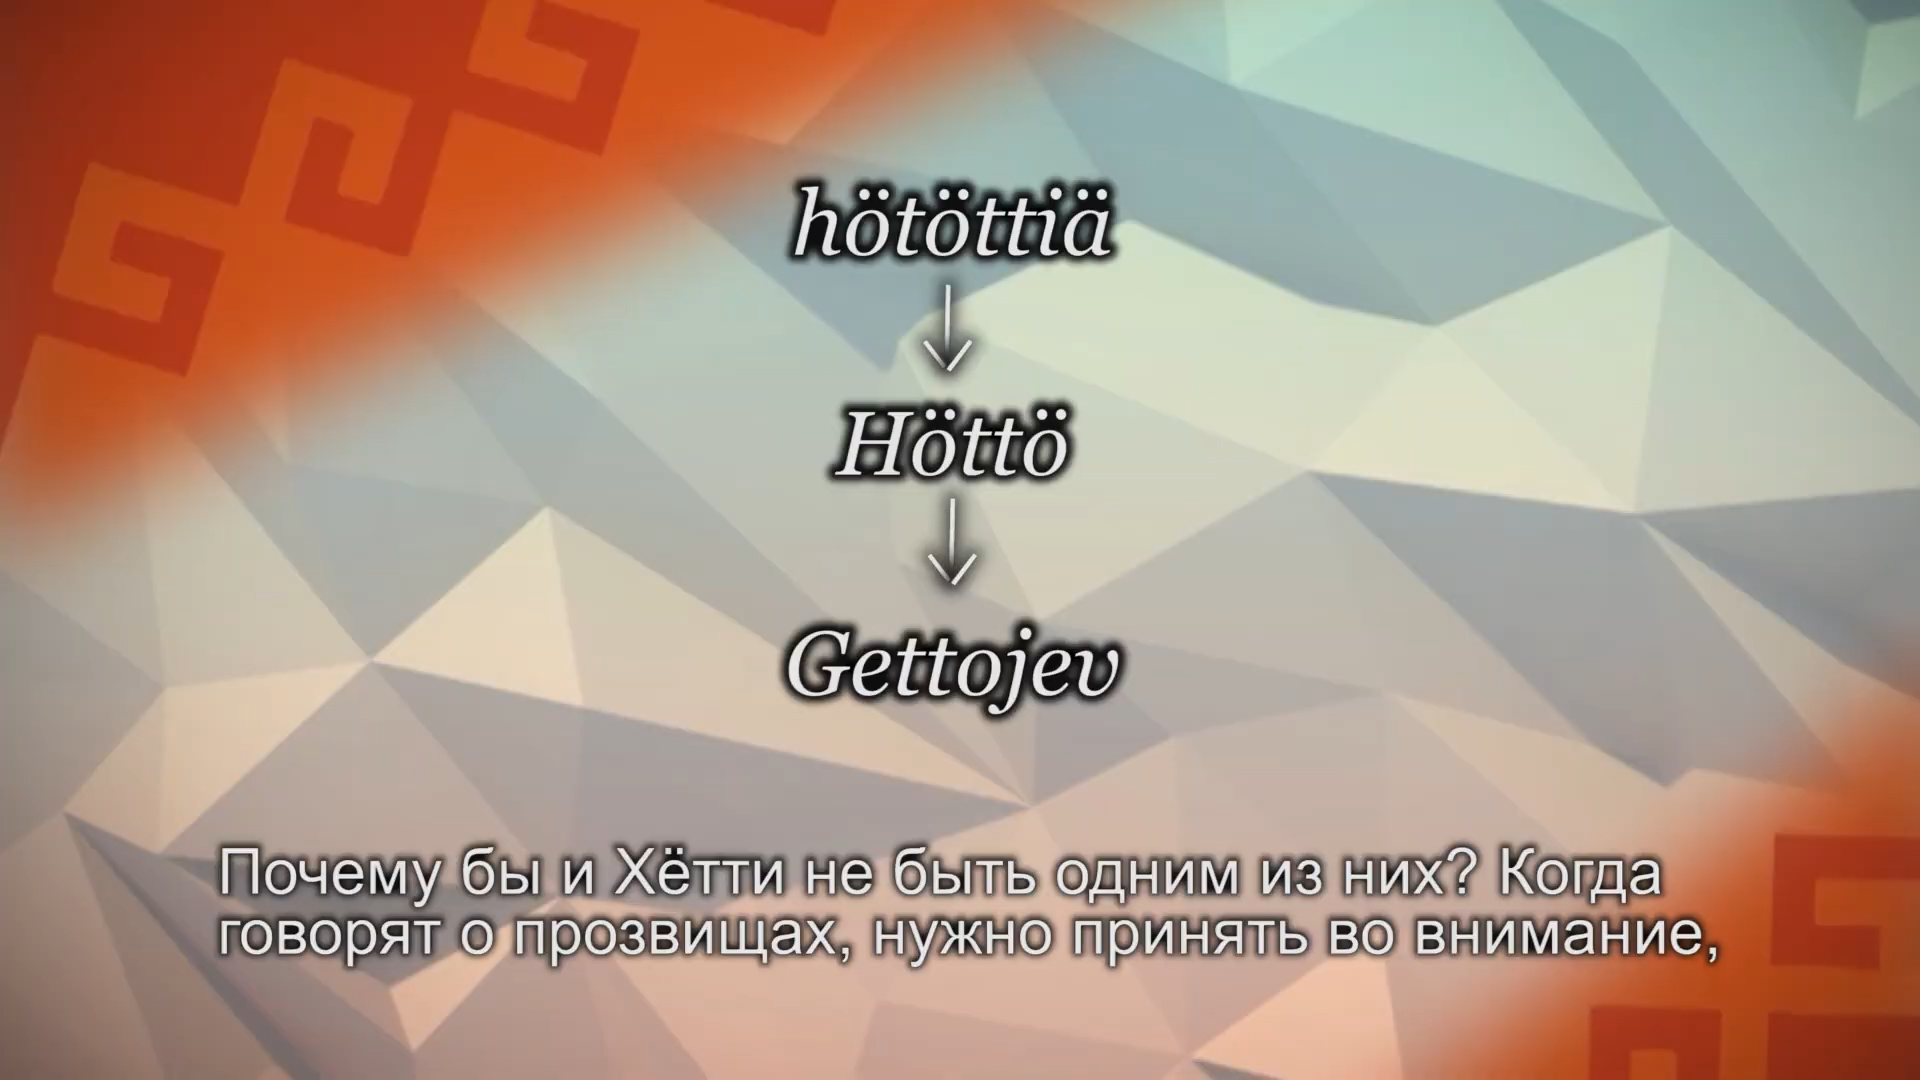 hötöttiä
Höttö
Gettojev
Почему бы и Хётти не быть одним из них? Когда
говорят о прозвищах, нужно принять во внимание,